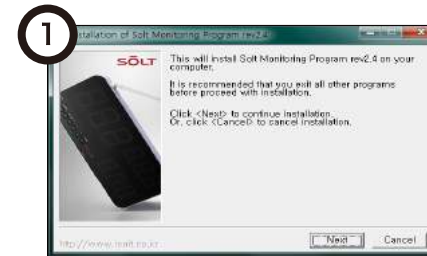 1
Installation of Solt Monitoring Program rev2.4
SŌLT
This will install Solt Monitoring Program rev2.4 on your
computer.
It is recommended that you exit all other programs
before proceed with installation.
Click <Next> to continue installation.
Or, click <Cancel> to cancel installation.
Next
Cancel